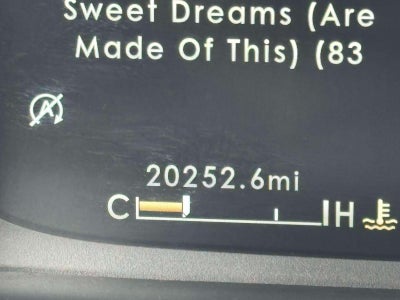 Sweet Dreams (Are
Made Of This) (83
A
20252.6mi
C H